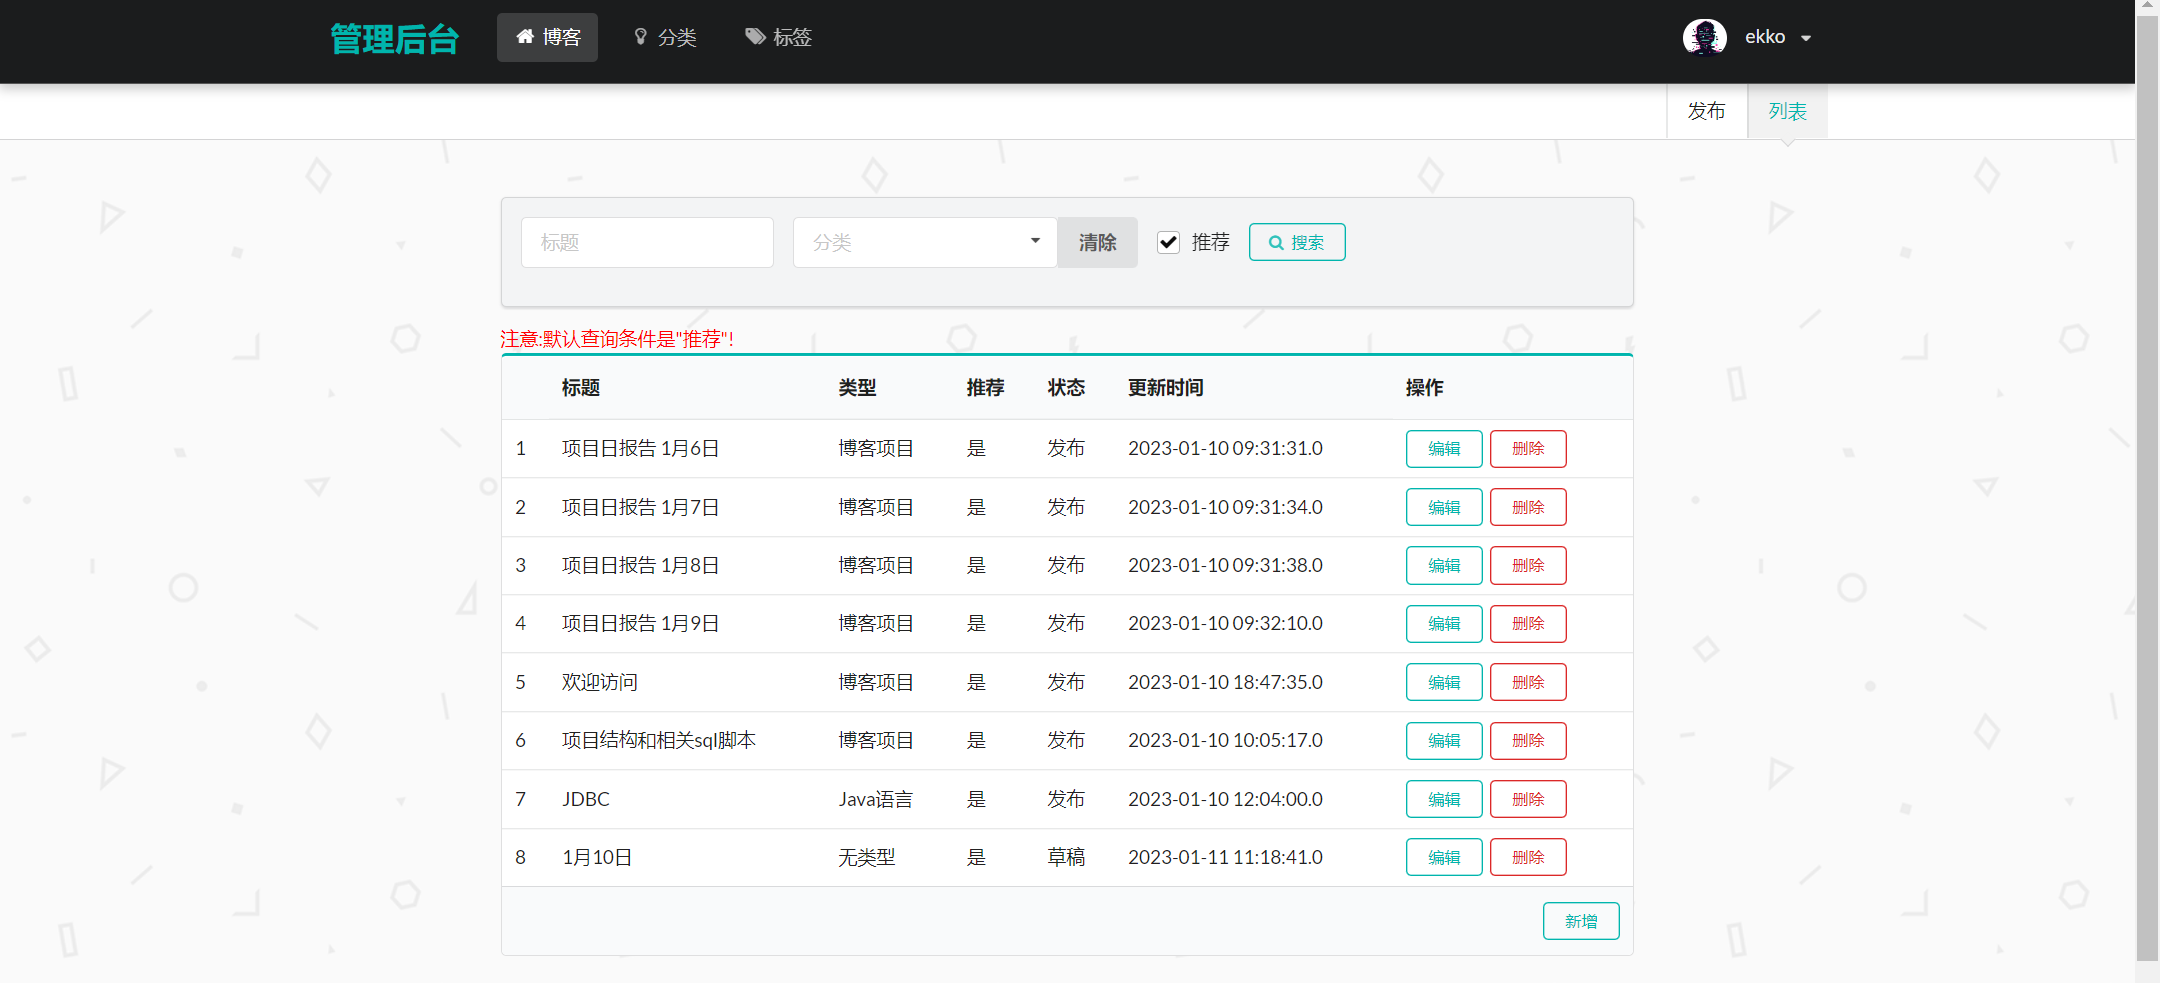 管理后台 博客 分类 标签 ekko
发布 列表
标题 分类 清除 推荐 搜索
注意:默认查询条件是"推荐"!
标题 类型 推荐 状态 更新时间 操作
1 项目日报告 1月6日 博客项目 是 发布 2023-01-10 09:31:31.0 编辑 删除
2 项目日报告 1月7日 博客项目 是 发布 2023-01-10 09:31:34.0 编辑 删除
3 项目日报告 1月8日 博客项目 是 发布 2023-01-10 09:31:38.0 编辑 删除
4 项目日报告 1月9日 博客项目 是 发布 2023-01-10 09:32:10.0 编辑 删除
5 欢迎访问 博客项目 是 发布 2023-01-10 18:47:35.0 编辑 删除
6 项目结构和相关sql脚本 博客项目 是 发布 2023-01-10 10:05:17.0 编辑 删除
7 JDBC Java语言 是 发布 2023-01-10 12:04:00.0 编辑 删除
8 1月10日 无类型 是 草稿 2023-01-11 11:18:41.0 编辑 删除
新增